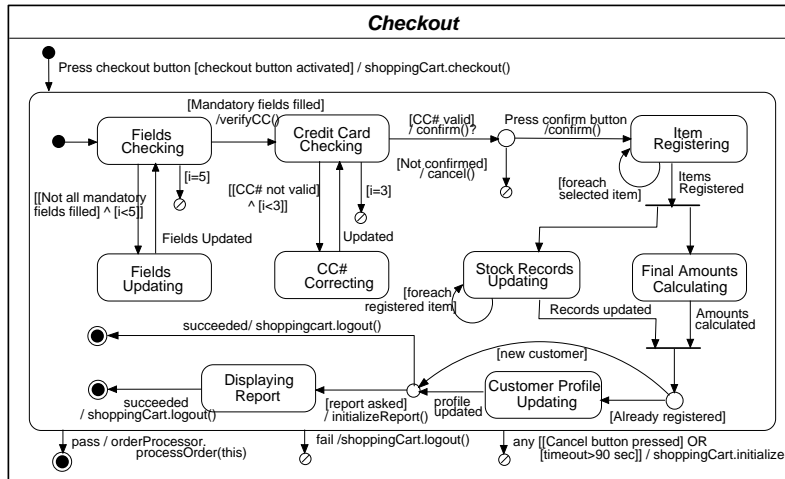 Checkout
Press checkout button [checkout button activated] / shoppingCart.checkout()
[Mandatory fields filled]
/verifyCC()
[CC# valid]
/ confirm()?
Press confirm button
/confirm()
Fields
Checking
Credit Card
Checking
Item
Registering
[Not confirmed]
/ cancel()
[i=5]
[i=3]
[foreach
selected item]
Items
Registered
[[Not all mandatory
fields filled] ^ [i<5]]
[[CC# not valid]
^ [i<3]]
Fields Updated
Updated
Fields
Updating
CC#
Correcting
Stock Records
Updating
Final Amounts
Calculating
[foreach
registered item]
Records updated
Amounts
calculated
succeeded/ shoppingcart.logout()
[new customer]
Displaying
Report
Customer Profile
Updating
succeeded
/ shoppingCart.logout()
[report asked]
/ initializeReport()
profile
updated
[Already registered]
pass / orderProcessor.
processOrder(this)
fail /shoppingCart.logout()
any [[Cancel button pressed] OR
[timeout>90 sec]] / shoppingCart.initialize